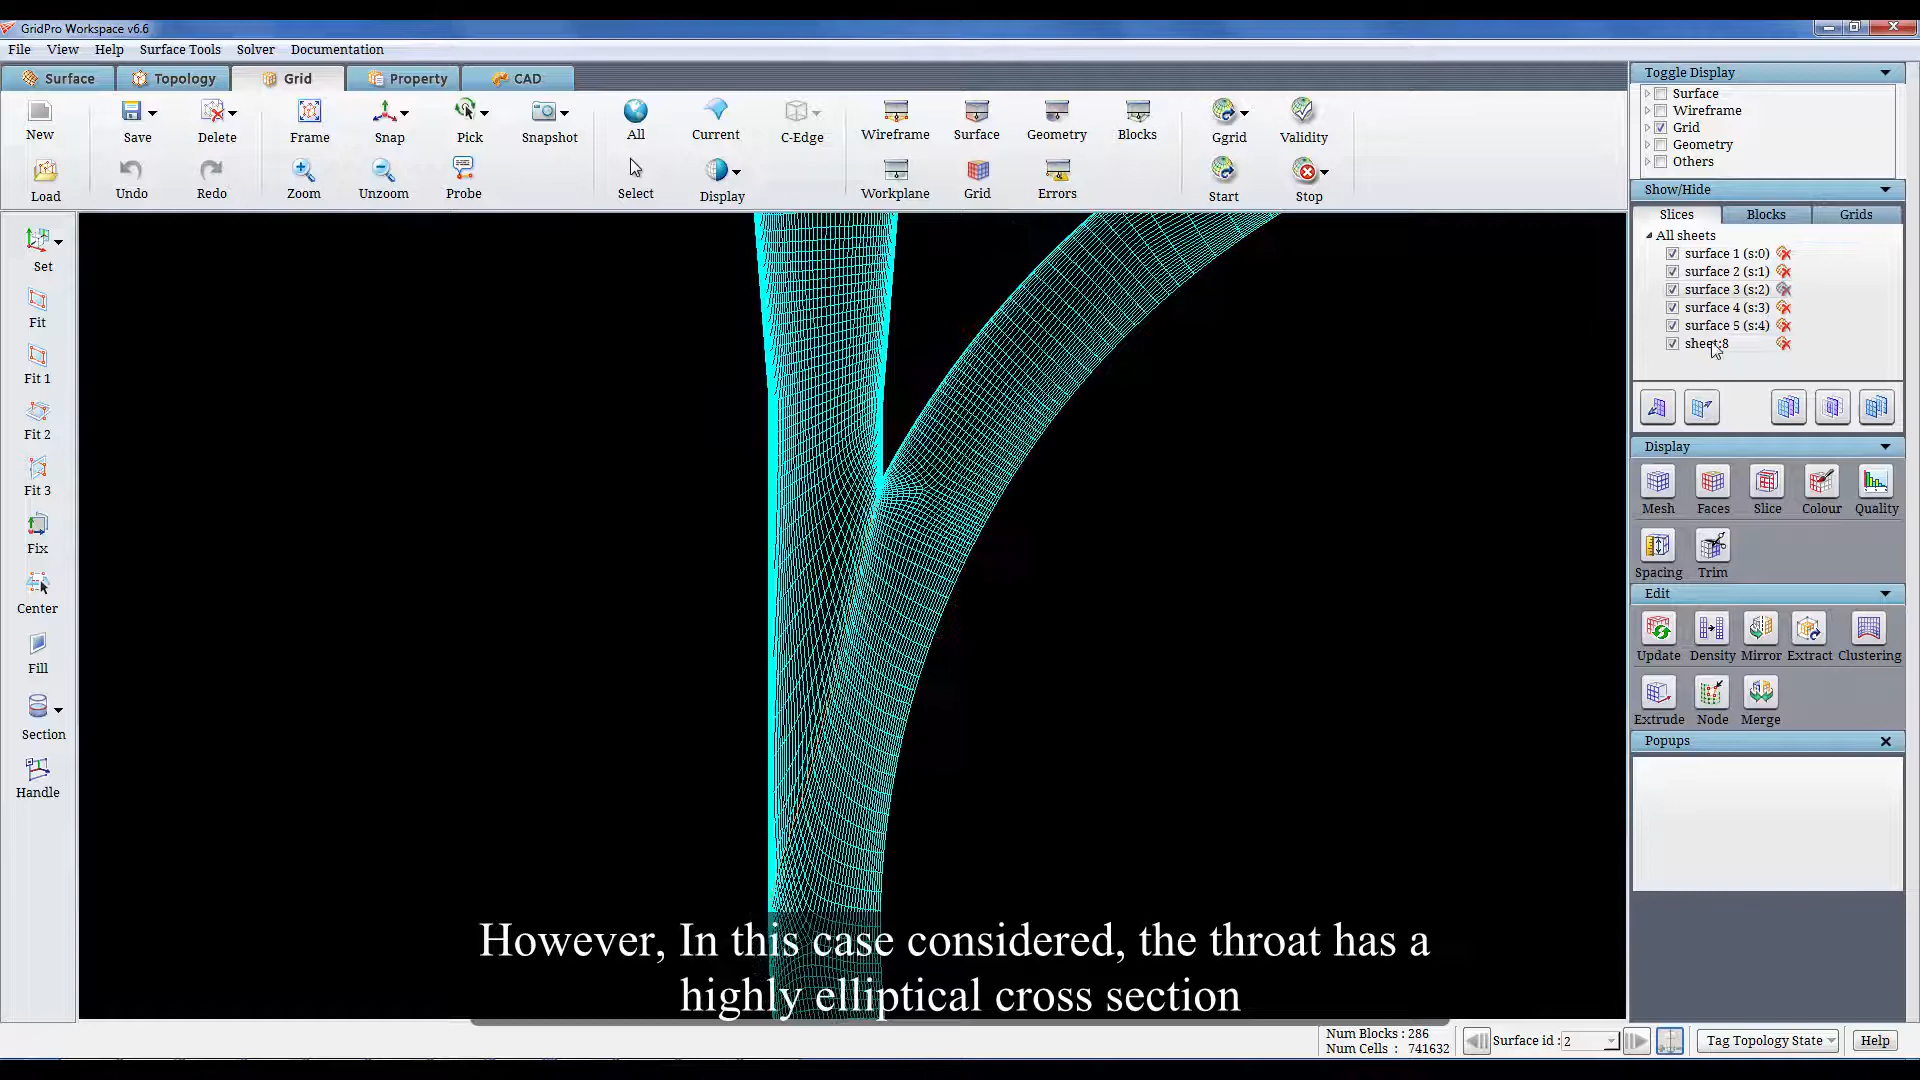 GridPro Workspace v6.6
File View Help Surface Tools Solver Documentation
Surface Topology Grid Property CAD
New Save Delete Frame Snap Pick Snapshot All Current C-Edge Wireframe Surface Geometry Blocks Ggrid Validity
Load Undo Redo Zoom Unzoom Probe Select Display Workplane Grid Errors Start Stop
Set
Fit
Fit 1
Fit 2
Fit 3
Fix
Center
Fill
Section
Handle
Toggle Display
Surface
Wireframe
Grid
Geometry
Others
Show/Hide
Slices Blocks Grids
All sheets
surface 1 (s:0)
surface 2 (s:1)
surface 3 (s:2)
surface 4 (s:3)
surface 5 (s:4)
sheet:8
Display
Mesh Faces Slice Colour Quality
Spacing Trim
Edit
Update Density Mirror Extract Clustering
Extrude Node Merge
Popups
However, In this case considered, the throat has a
highly elliptical cross section
Num Blocks : 286
Num Cells : 741632
Surface id : 2
Tag Topology State
Help